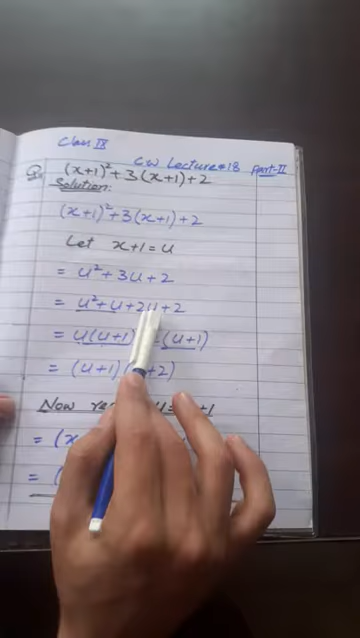 Class IX
CW Lecture#18 Part-II
Q. (x+1)²+3(x+1)+2
Solution:
(x+1)²+3(x+1)+2
Let x+1=u
= u²+3u+2
= u²+u+2u+2
= u(u+1) (u+1)
= (u+1)( +2)
Now
= (x
= (